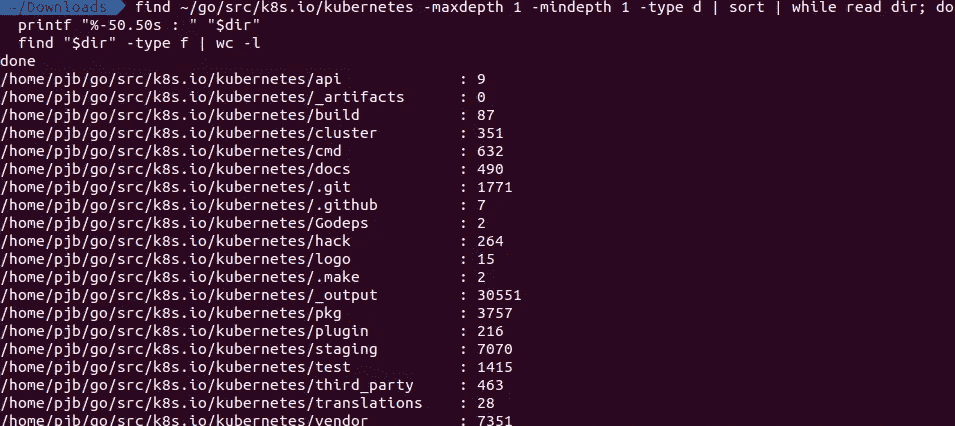 ~/Downloads find ~/go/src/k8s.io/kubernetes -maxdepth 1 -mindepth 1 -type d | sort | while read dir; do
  printf "%-50.50s : " "$dir"
  find "$dir" -type f | wc -l
done
/home/pjb/go/src/k8s.io/kubernetes/api : 9
/home/pjb/go/src/k8s.io/kubernetes/_artifacts : 0
/home/pjb/go/src/k8s.io/kubernetes/build : 87
/home/pjb/go/src/k8s.io/kubernetes/cluster : 351
/home/pjb/go/src/k8s.io/kubernetes/cmd : 632
/home/pjb/go/src/k8s.io/kubernetes/docs : 490
/home/pjb/go/src/k8s.io/kubernetes/.git : 1771
/home/pjb/go/src/k8s.io/kubernetes/.github : 7
/home/pjb/go/src/k8s.io/kubernetes/Godeps : 2
/home/pjb/go/src/k8s.io/kubernetes/hack : 264
/home/pjb/go/src/k8s.io/kubernetes/logo : 15
/home/pjb/go/src/k8s.io/kubernetes/.make : 2
/home/pjb/go/src/k8s.io/kubernetes/_output : 30551
/home/pjb/go/src/k8s.io/kubernetes/pkg : 3757
/home/pjb/go/src/k8s.io/kubernetes/plugin : 216
/home/pjb/go/src/k8s.io/kubernetes/staging : 7070
/home/pjb/go/src/k8s.io/kubernetes/test : 1415
/home/pjb/go/src/k8s.io/kubernetes/third_party : 463
/home/pjb/go/src/k8s.io/kubernetes/translations : 28
/home/pjb/go/src/k8s.io/kubernetes/vendor : 7351